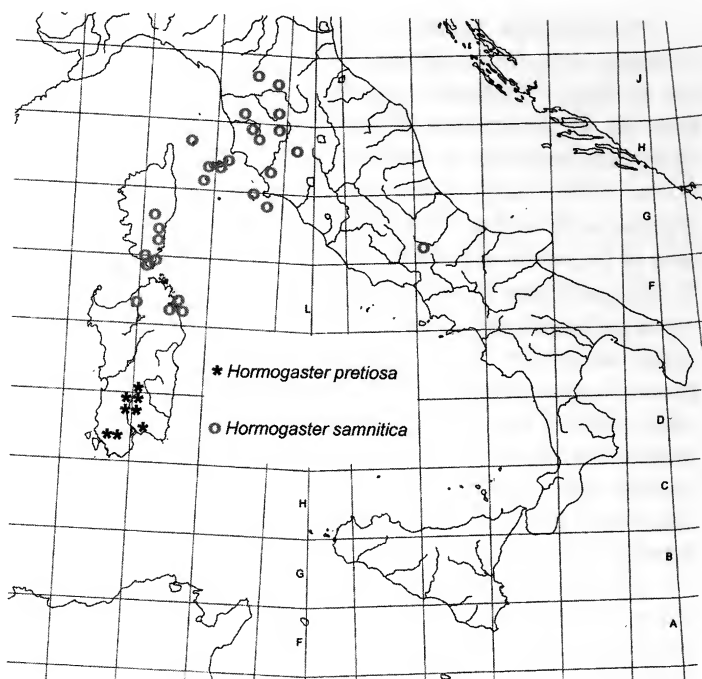 J
H
G
F
L
* Hormogaster pretiosa
Hormogaster samnitica
D
C
H
B
G
A
F